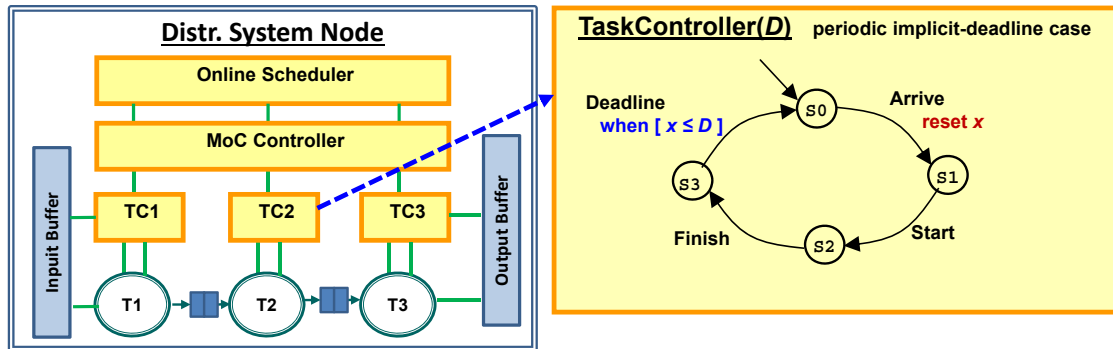 Distr. System Node
Online Scheduler
MoC Controller
Inpuit Buffer
TC1
TC2
TC3
Output Buffer
T1
T2
T3
TaskController(D) periodic implicit-deadline case
S0
Deadline
when [ x ≤ D ]
Arrive
reset x
S3
S1
Finish
S2
Start